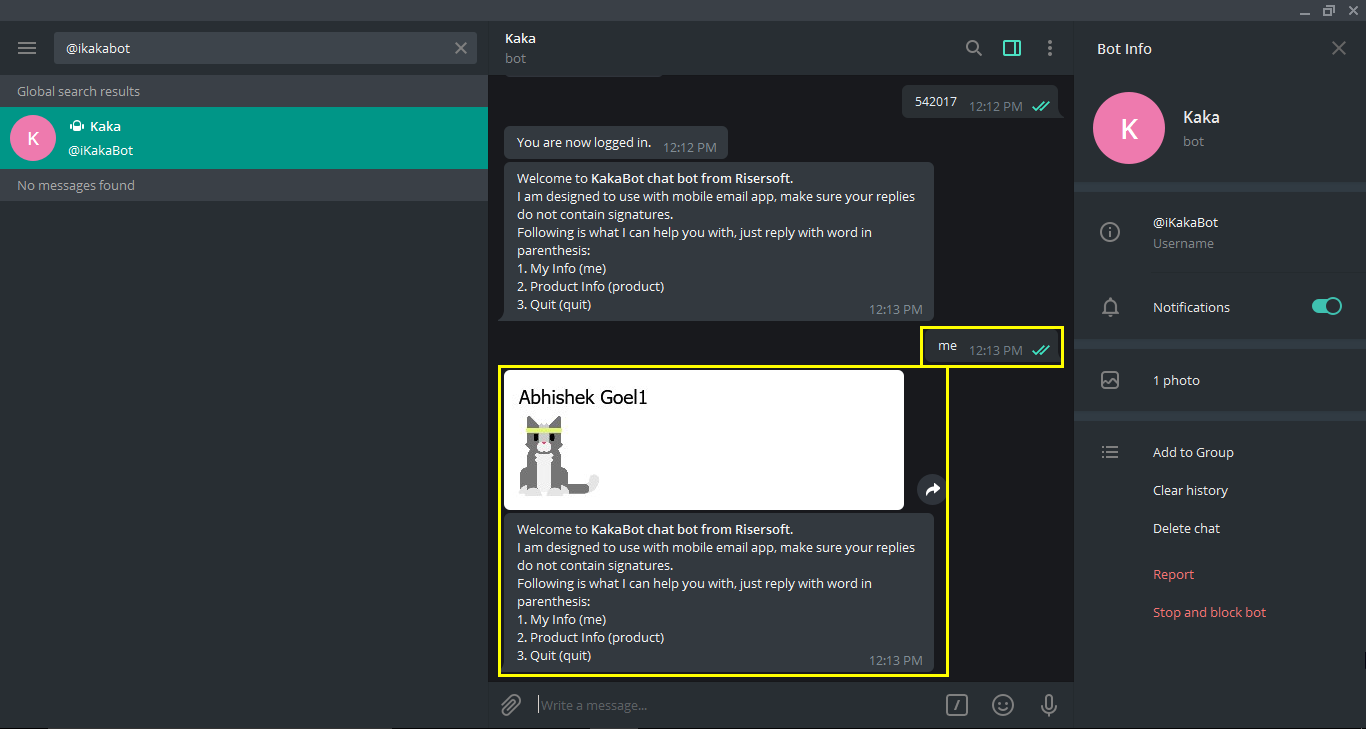 @ikakabot
Global search results
K
Kaka
@iKakaBot
No messages found
Kaka
bot
542017 12:12 PM
You are now logged in. 12:12 PM
Welcome to KakaBot chat bot from Risersoft.
I am designed to use with mobile email app, make sure your replies
do not contain signatures.
Following is what I can help you with, just reply with word in
parenthesis:
1. My Info (me)
2. Product Info (product)
3. Quit (quit)
12:13 PM
me 12:13 PM
Abhishek Goel1
Welcome to KakaBot chat bot from Risersoft.
I am designed to use with mobile email app, make sure your replies
do not contain signatures.
Following is what I can help you with, just reply with word in
parenthesis:
1. My Info (me)
2. Product Info (product)
3. Quit (quit)
12:13 PM
Write a message...
Bot Info
K
Kaka
bot
@iKakaBot
Username
Notifications
1 photo
Add to Group
Clear history
Delete chat
Report
Stop and block bot